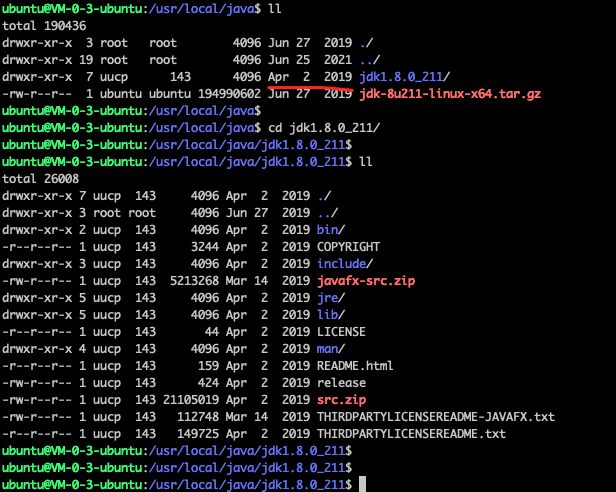 ubuntu@VM-0-3-ubuntu:/usr/local/java$ ll
total 190436
drwxr-xr-x  3 root   root        4096 Jun 27  2019 ./
drwxr-xr-x 19 root   root        4096 Jun 25  2021 ../
drwxr-xr-x  7 uucp      143      4096 Apr  2  2019 jdk1.8.0_211/
-rw-r--r--  1 ubuntu ubuntu 194990602 Jun 27  2019 jdk-8u211-linux-x64.tar.gz
ubuntu@VM-0-3-ubuntu:/usr/local/java$
ubuntu@VM-0-3-ubuntu:/usr/local/java$ cd jdk1.8.0_211/
ubuntu@VM-0-3-ubuntu:/usr/local/java/jdk1.8.0_211$
ubuntu@VM-0-3-ubuntu:/usr/local/java/jdk1.8.0_211$ ll
total 26008
drwxr-xr-x 7 uucp  143     4096 Apr  2  2019 ./
drwxr-xr-x 3 root root     4096 Jun 27  2019 ../
drwxr-xr-x 2 uucp  143     4096 Apr  2  2019 bin/
-r--r--r-- 1 uucp  143     3244 Apr  2  2019 COPYRIGHT
drwxr-xr-x 3 uucp  143     4096 Apr  2  2019 include/
-rw-r--r-- 1 uucp  143  5213268 Mar 14  2019 javafx-src.zip
drwxr-xr-x 5 uucp  143     4096 Apr  2  2019 jre/
drwxr-xr-x 5 uucp  143     4096 Apr  2  2019 lib/
-r--r--r-- 1 uucp  143       44 Apr  2  2019 LICENSE
drwxr-xr-x 4 uucp  143     4096 Apr  2  2019 man/
-r--r--r-- 1 uucp  143      159 Apr  2  2019 README.html
-rw-r--r-- 1 uucp  143      424 Apr  2  2019 release
-rw-r--r-- 1 uucp  143 21105019 Apr  2  2019 src.zip
-rw-r--r-- 1 uucp  143   112748 Mar 14  2019 THIRDPARTYLICENSEREADME-JAVAFX.txt
-r--r--r-- 1 uucp  143   149725 Apr  2  2019 THIRDPARTYLICENSEREADME.txt
ubuntu@VM-0-3-ubuntu:/usr/local/java/jdk1.8.0_211$
ubuntu@VM-0-3-ubuntu:/usr/local/java/jdk1.8.0_211$
ubuntu@VM-0-3-ubuntu:/usr/local/java/jdk1.8.0_211$